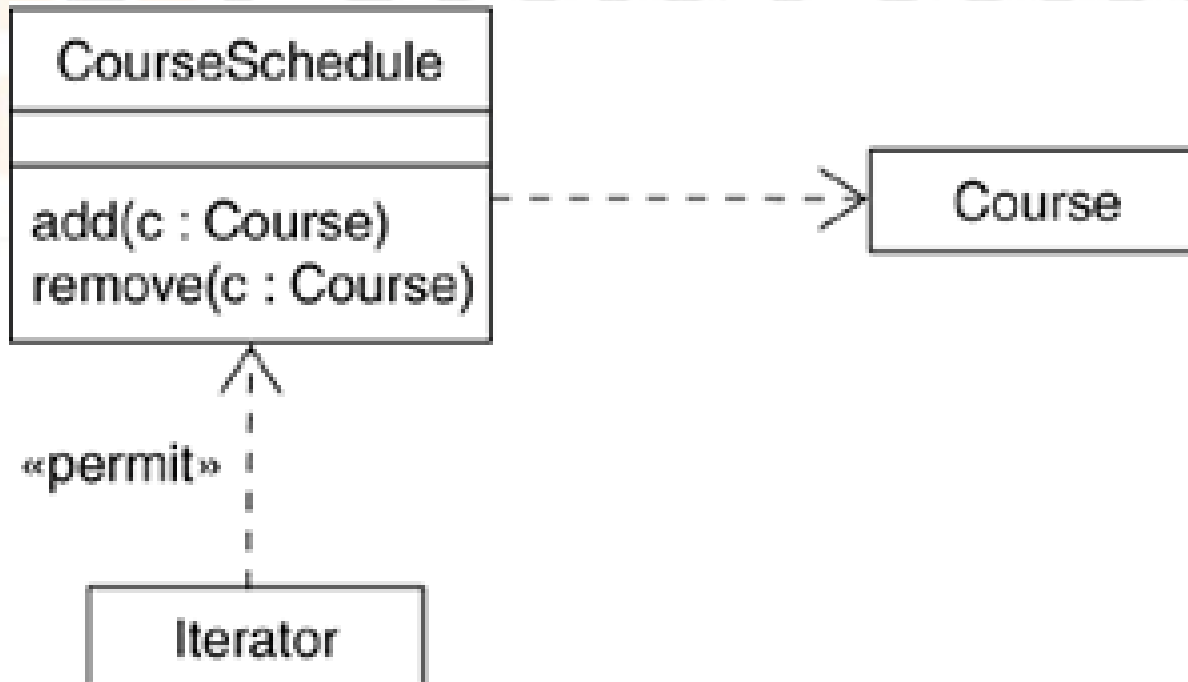 CourseSchedule
add(c : Course)
remove(c : Course)
Course
«permit»
Iterator